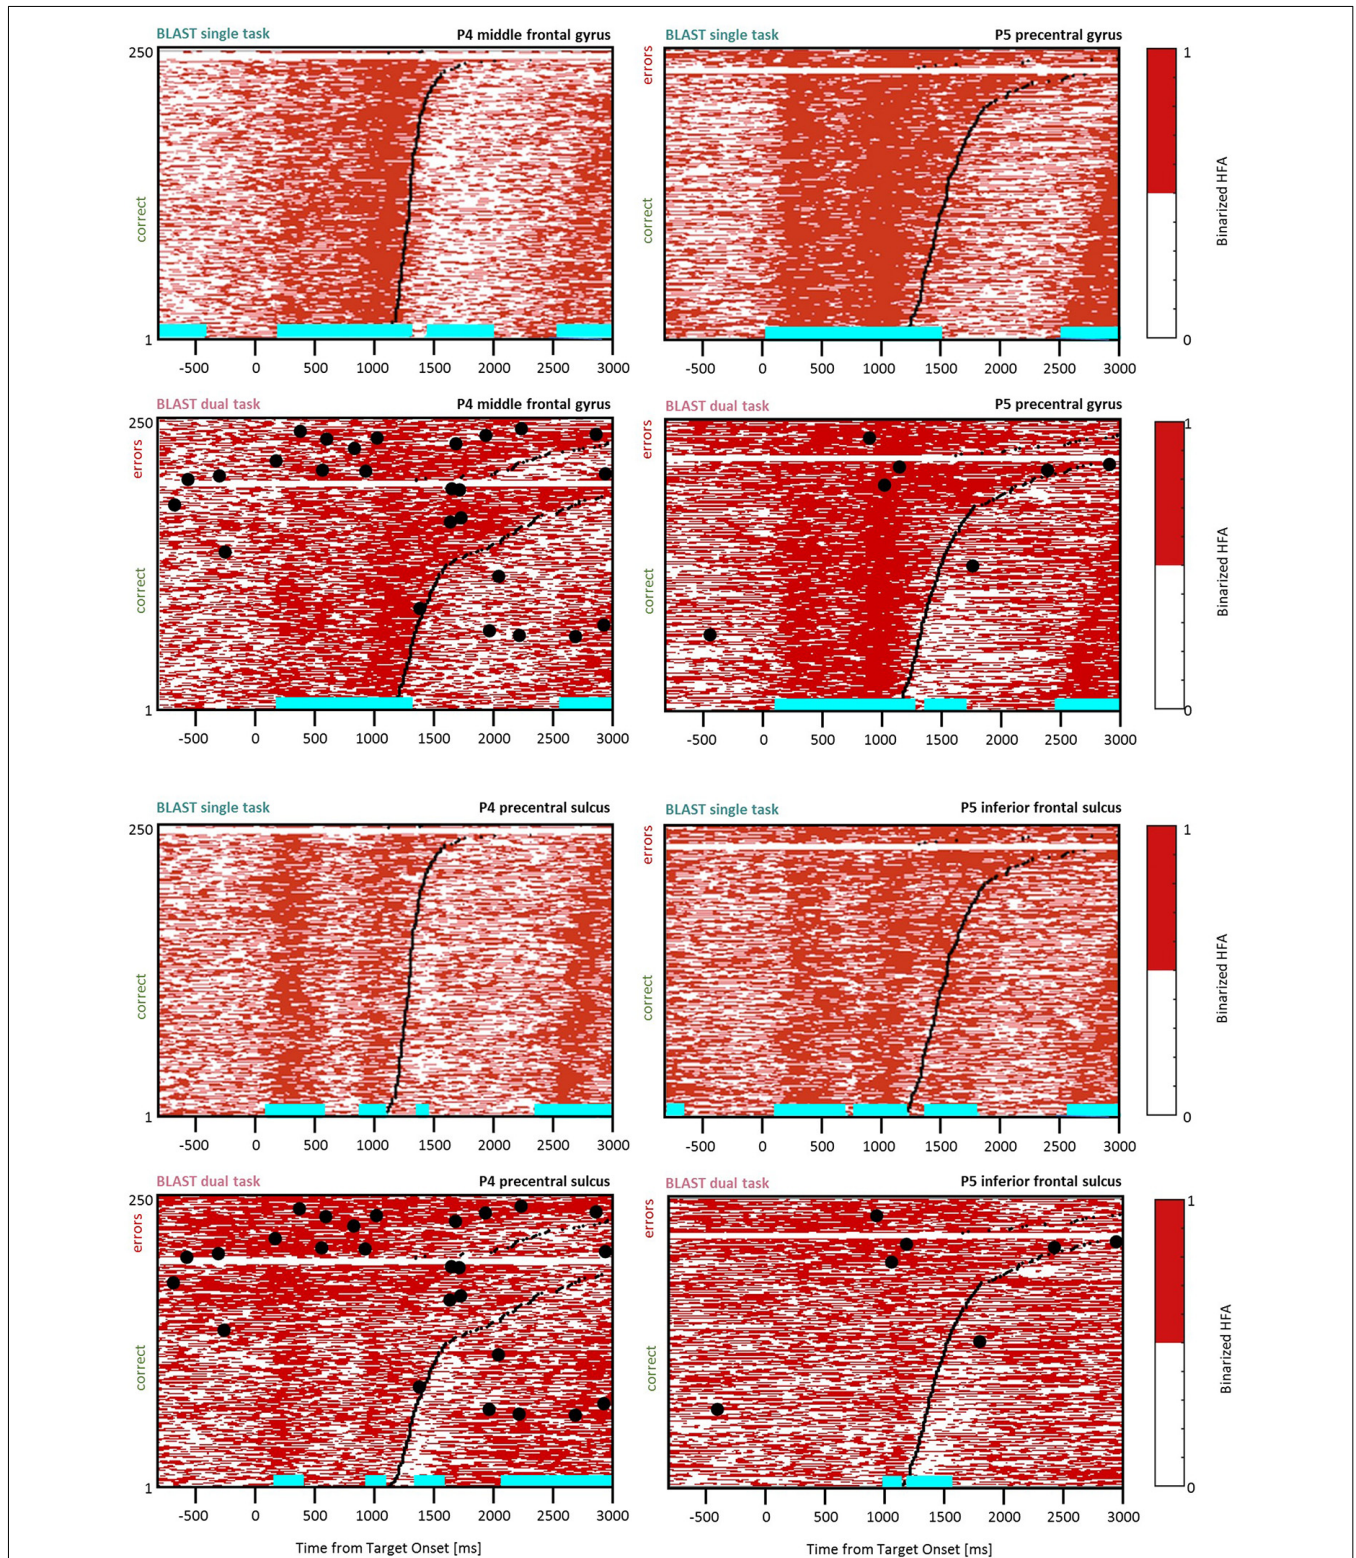 BLAST single task P4 middle frontal gyrus BLAST single task P5 precentral gyrus
250 errors 1
correct correct Binarized HFA
1 0
-500 0 500 1000 1500 2000 2500 3000 -500 0 500 1000 1500 2000 2500 3000
BLAST dual task P4 middle frontal gyrus BLAST dual task P5 precentral gyrus
250 errors errors 1
correct correct Binarized HFA
1 0
-500 0 500 1000 1500 2000 2500 3000 -500 0 500 1000 1500 2000 2500 3000
BLAST single task P4 precentral sulcus BLAST single task P5 inferior frontal sulcus
250 errors 1
correct correct Binarized HFA
1 0
-500 0 500 1000 1500 2000 2500 3000 -500 0 500 1000 1500 2000 2500 3000
BLAST dual task P4 precentral sulcus BLAST dual task P5 inferior frontal sulcus
250 errors errors 1
correct correct Binarized HFA
1 0
-500 0 500 1000 1500 2000 2500 3000 -500 0 500 1000 1500 2000 2500 3000
Time from Target Onset [ms] Time from Target Onset [ms]